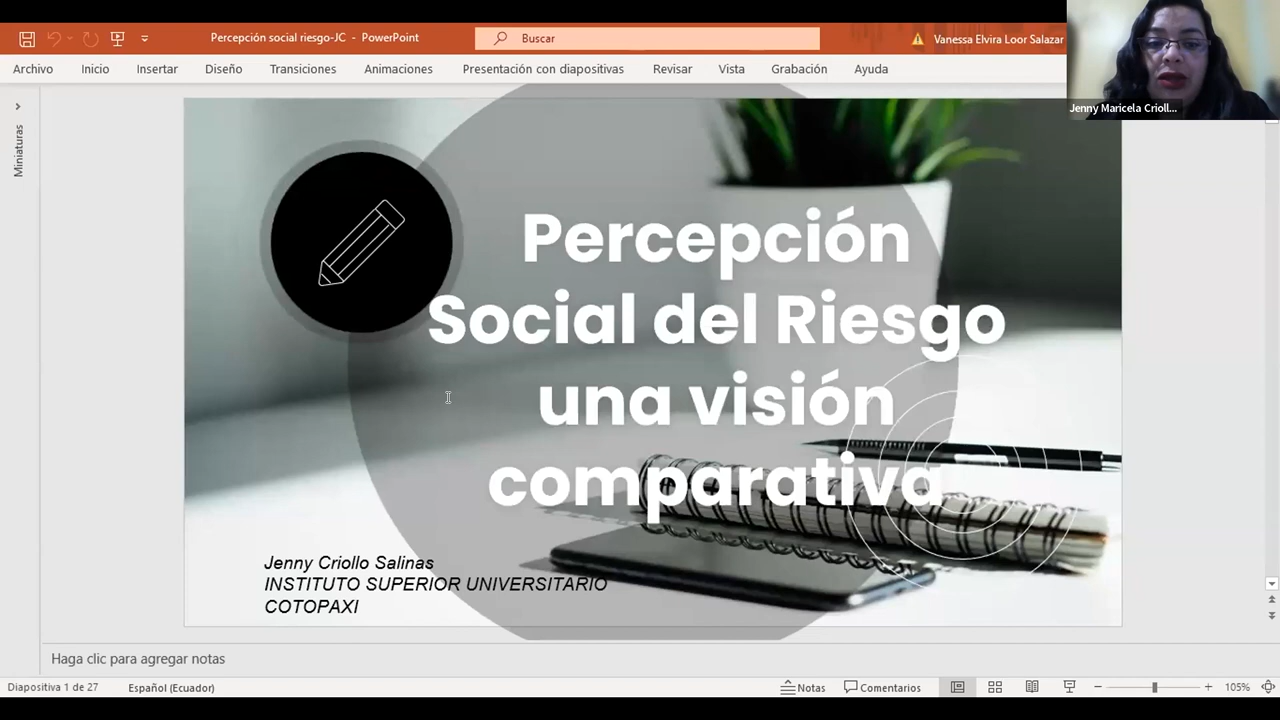 Percepción social riesgo-JC - PowerPoint
Buscar
Vanessa Elvira Loor Salazar
Archivo Inicio Insertar Diseño Transiciones Animaciones Presentación con diapositivas Revisar Vista Grabación Ayuda
Jenny Maricela Crioll...
Miniaturas
Percepción
Social del Riesgo
una visión
comparativa
Jenny Criollo Salinas
INSTITUTO SUPERIOR UNIVERSITARIO
COTOPAXI
Haga clic para agregar notas
Diapositiva 1 de 27 Español (Ecuador) Notas Comentarios 105%